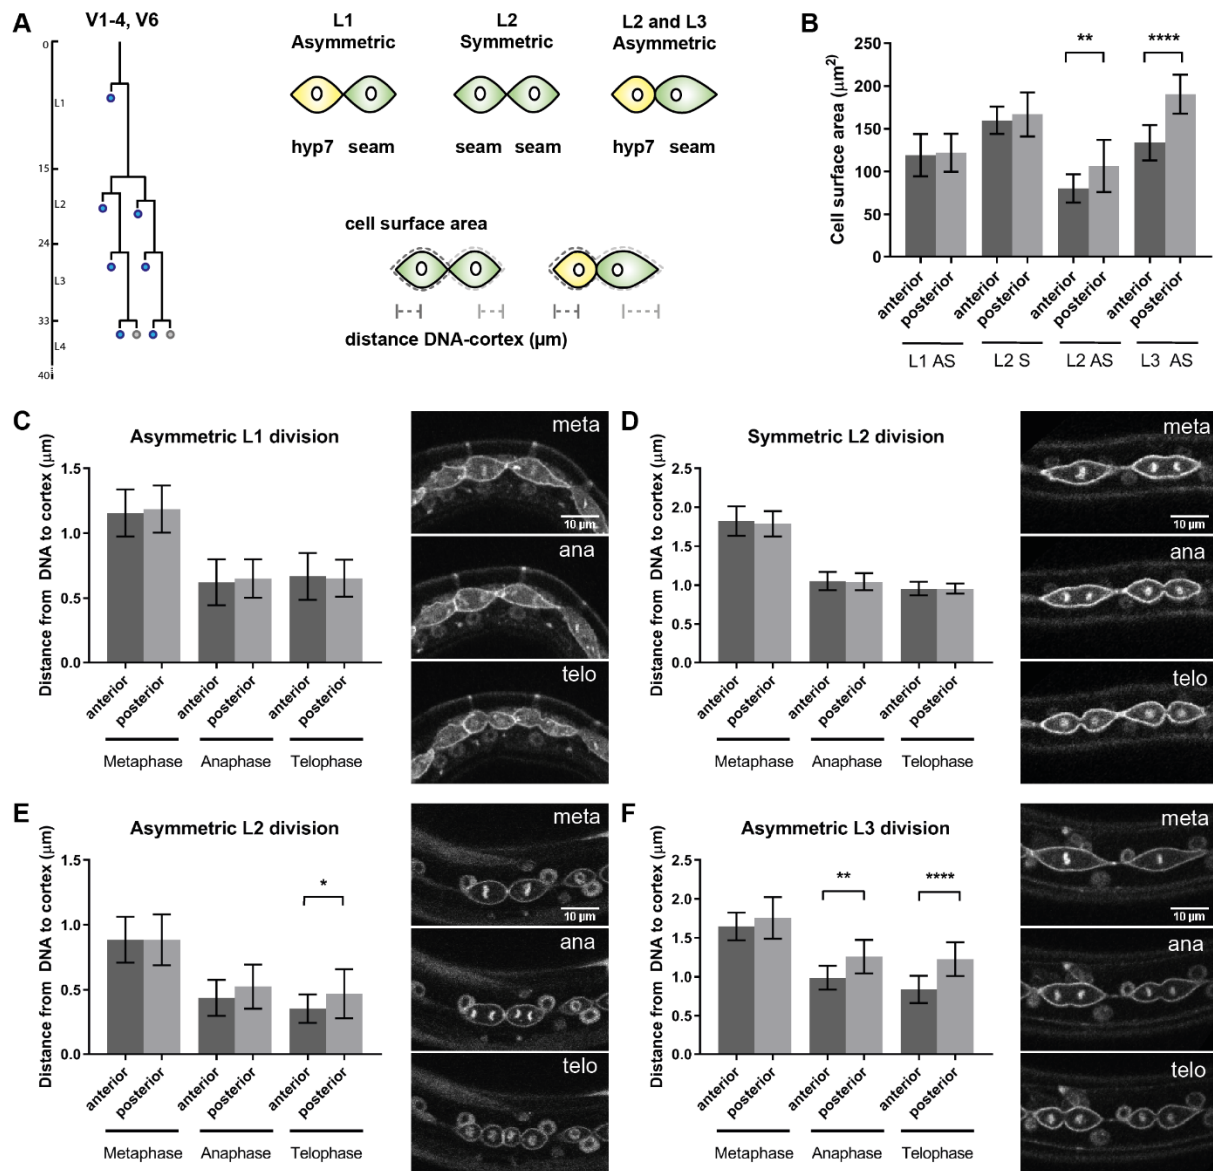 A
V1-4, V6
0
L1
15
L2
24
L3
33
L4
40
L1
Asymmetric
L2
Symmetric
L2 and L3
Asymmetric
hyp7 seam
seam seam
hyp7 seam
cell surface area
distance DNA-cortex (µm)
B
Cell surface area (µm²)
250
200
150
100
50
0
** ****
anterior posterior anterior posterior anterior posterior anterior posterior
L1 AS L2 S L2 AS L3 AS
C
Asymmetric L1 division
Distance from DNA to cortex (µm)
1.5
1.0
0.5
0.0
anterior posterior anterior posterior anterior posterior
Metaphase Anaphase Telophase
meta
10 µm
ana
telo
D
Symmetric L2 division
Distance from DNA to cortex (µm)
2.5
2.0
1.5
1.0
0.5
0.0
anterior posterior anterior posterior anterior posterior
Metaphase Anaphase Telophase
meta
10 µm
ana
telo
E
Asymmetric L2 division
Distance from DNA to cortex (µm)
1.5
1.0
0.5
0.0
*
anterior posterior anterior posterior anterior posterior
Metaphase Anaphase Telophase
meta
10 µm
ana
telo
F
Asymmetric L3 division
Distance from DNA to cortex (µm)
2.5
2.0
1.5
1.0
0.5
0.0
** ****
anterior posterior anterior posterior anterior posterior
Metaphase Anaphase Telophase
meta
10 µm
ana
telo